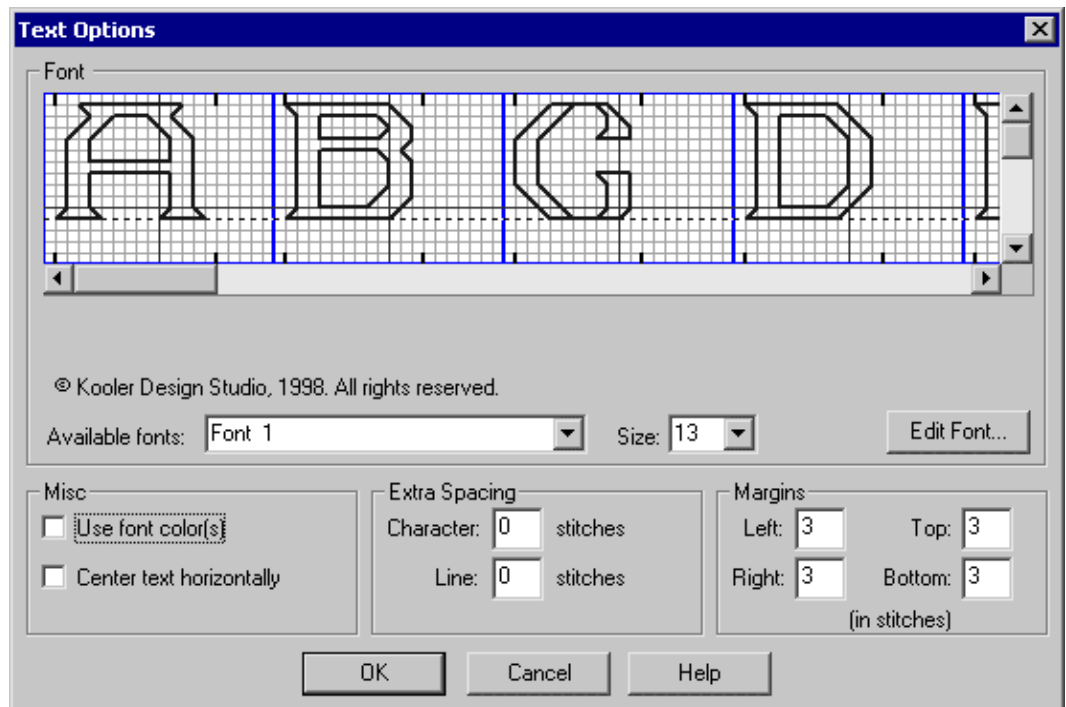 Text Options
Font
A B C D
© Kooler Design Studio, 1998. All rights reserved.
Available fonts: Font 1 Size: 13 Edit Font...
Misc Extra Spacing Margins
Use font color(s) Character: 0 stitches Left: 3 Top: 3
Center text horizontally Line: 0 stitches Right: 3 Bottom: 3
(in stitches)
OK Cancel Help